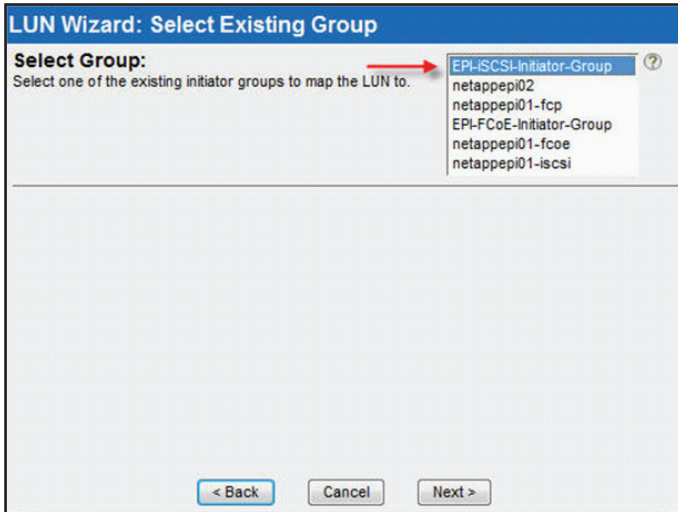 LUN Wizard: Select Existing Group
Select Group:
Select one of the existing initiator groups to map the LUN to.
EPI-iSCSI-Initiator-Group
netappepi02
netappepi01-fcp
EPI-FCoE-Initiator-Group
netappepi01-fcoe
netappepi01-iscsi
?
< Back
Cancel
Next >